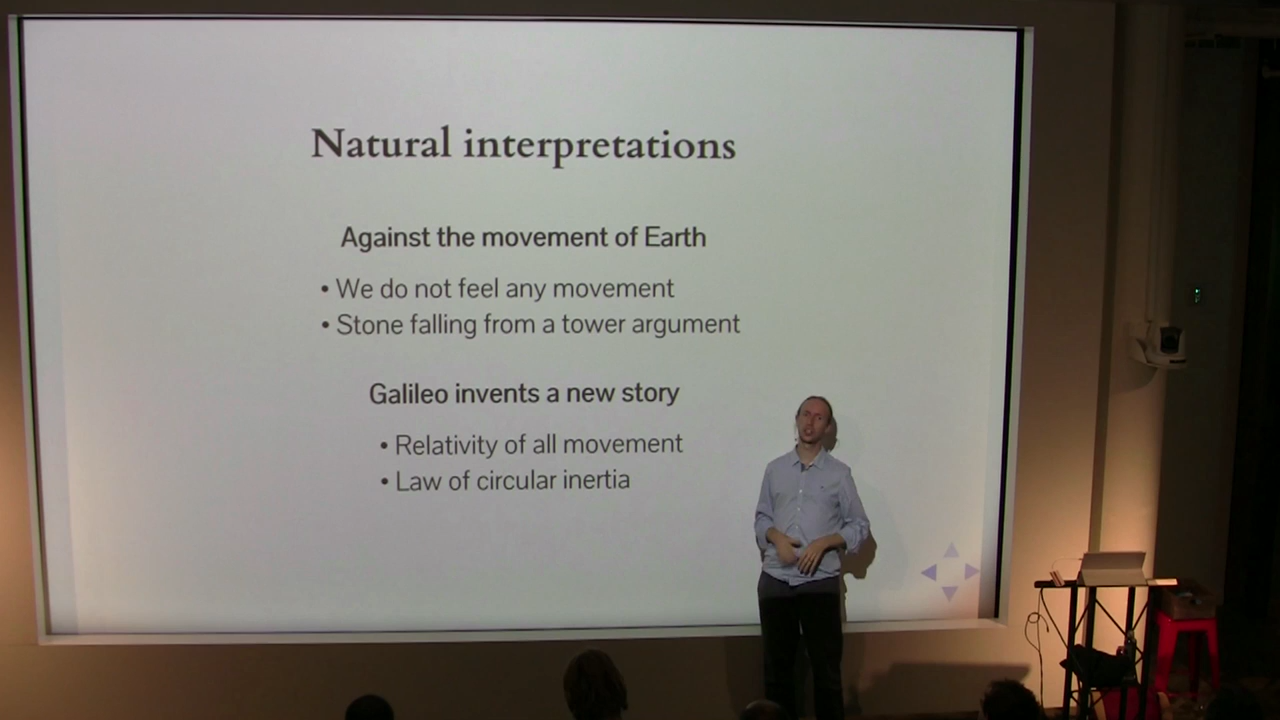 Natural interpretations
Against the movement of Earth
• We do not feel any movement
• Stone falling from a tower argument
Galileo invents a new story
• Relativity of all movement
• Law of circular inertia